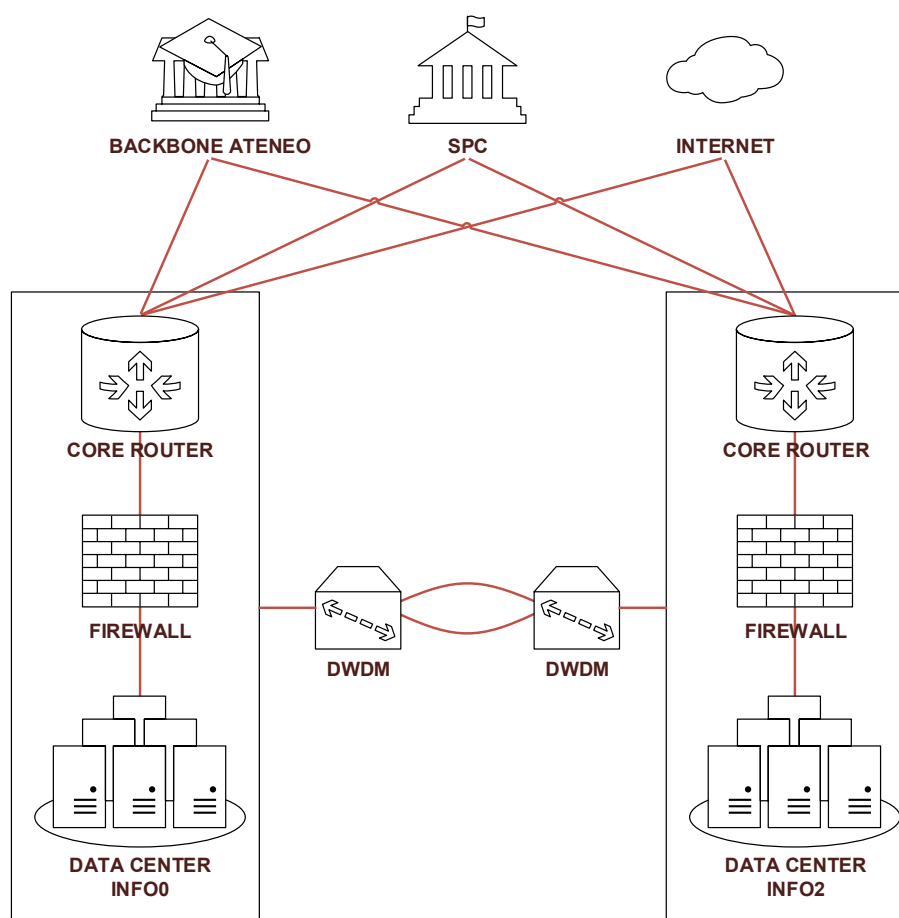 BACKBONE ATENEO
SPC
INTERNET
CORE ROUTER
CORE ROUTER
FIREWALL
FIREWALL
DWDM
DWDM
DATA CENTER
INFO0
DATA CENTER
INFO2